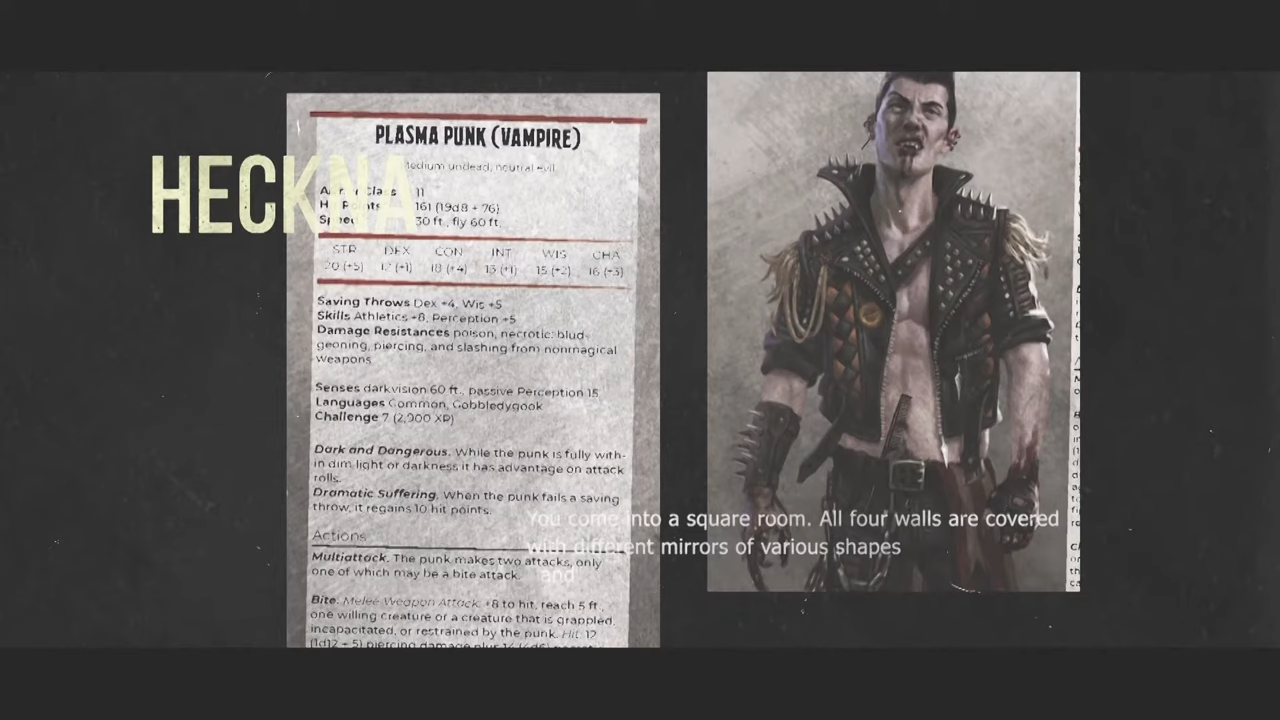 HECKNA
PLASMA PUNK (VAMPIRE)
Medium undead, neutral evil
Armor Class 11
Hit Points 161 (19d8 + 76)
Speed 30 ft., fly 60 ft.
STR DEX CON INT WIS CHA
20 (+5) 12 (+1) 18 (+4) 13 (+1) 15 (+2) 16 (+3)
Saving Throws Dex +4, Wis +5
Skills Athletics +8, Perception +5
Damage Resistances poison, necrotic; blud-
geoning, piercing, and slashing from nonmagical
weapons
Senses darkvision 60 ft., passive Perception 15
Languages Common, Gobbledygook
Challenge 7 (2,900 XP)
Dark and Dangerous. While the punk is fully with-
in dim light or darkness it has advantage on attack
rolls.
Dramatic Suffering. When the punk fails a saving
throw, it regains 10 hit points.
Actions
Multiattack. The punk makes two attacks, only
one of which may be a bite attack.
Bite. Melee Weapon Attack: +8 to hit, reach 5 ft.,
one willing creature or a creature that is grappled,
incapacitated, or restrained by the punk. Hit: 12
(1d12 + 5) piercing damage plus 14 (4d6)
You come into a square room. All four walls are covered
with different mirrors of various shapes
and